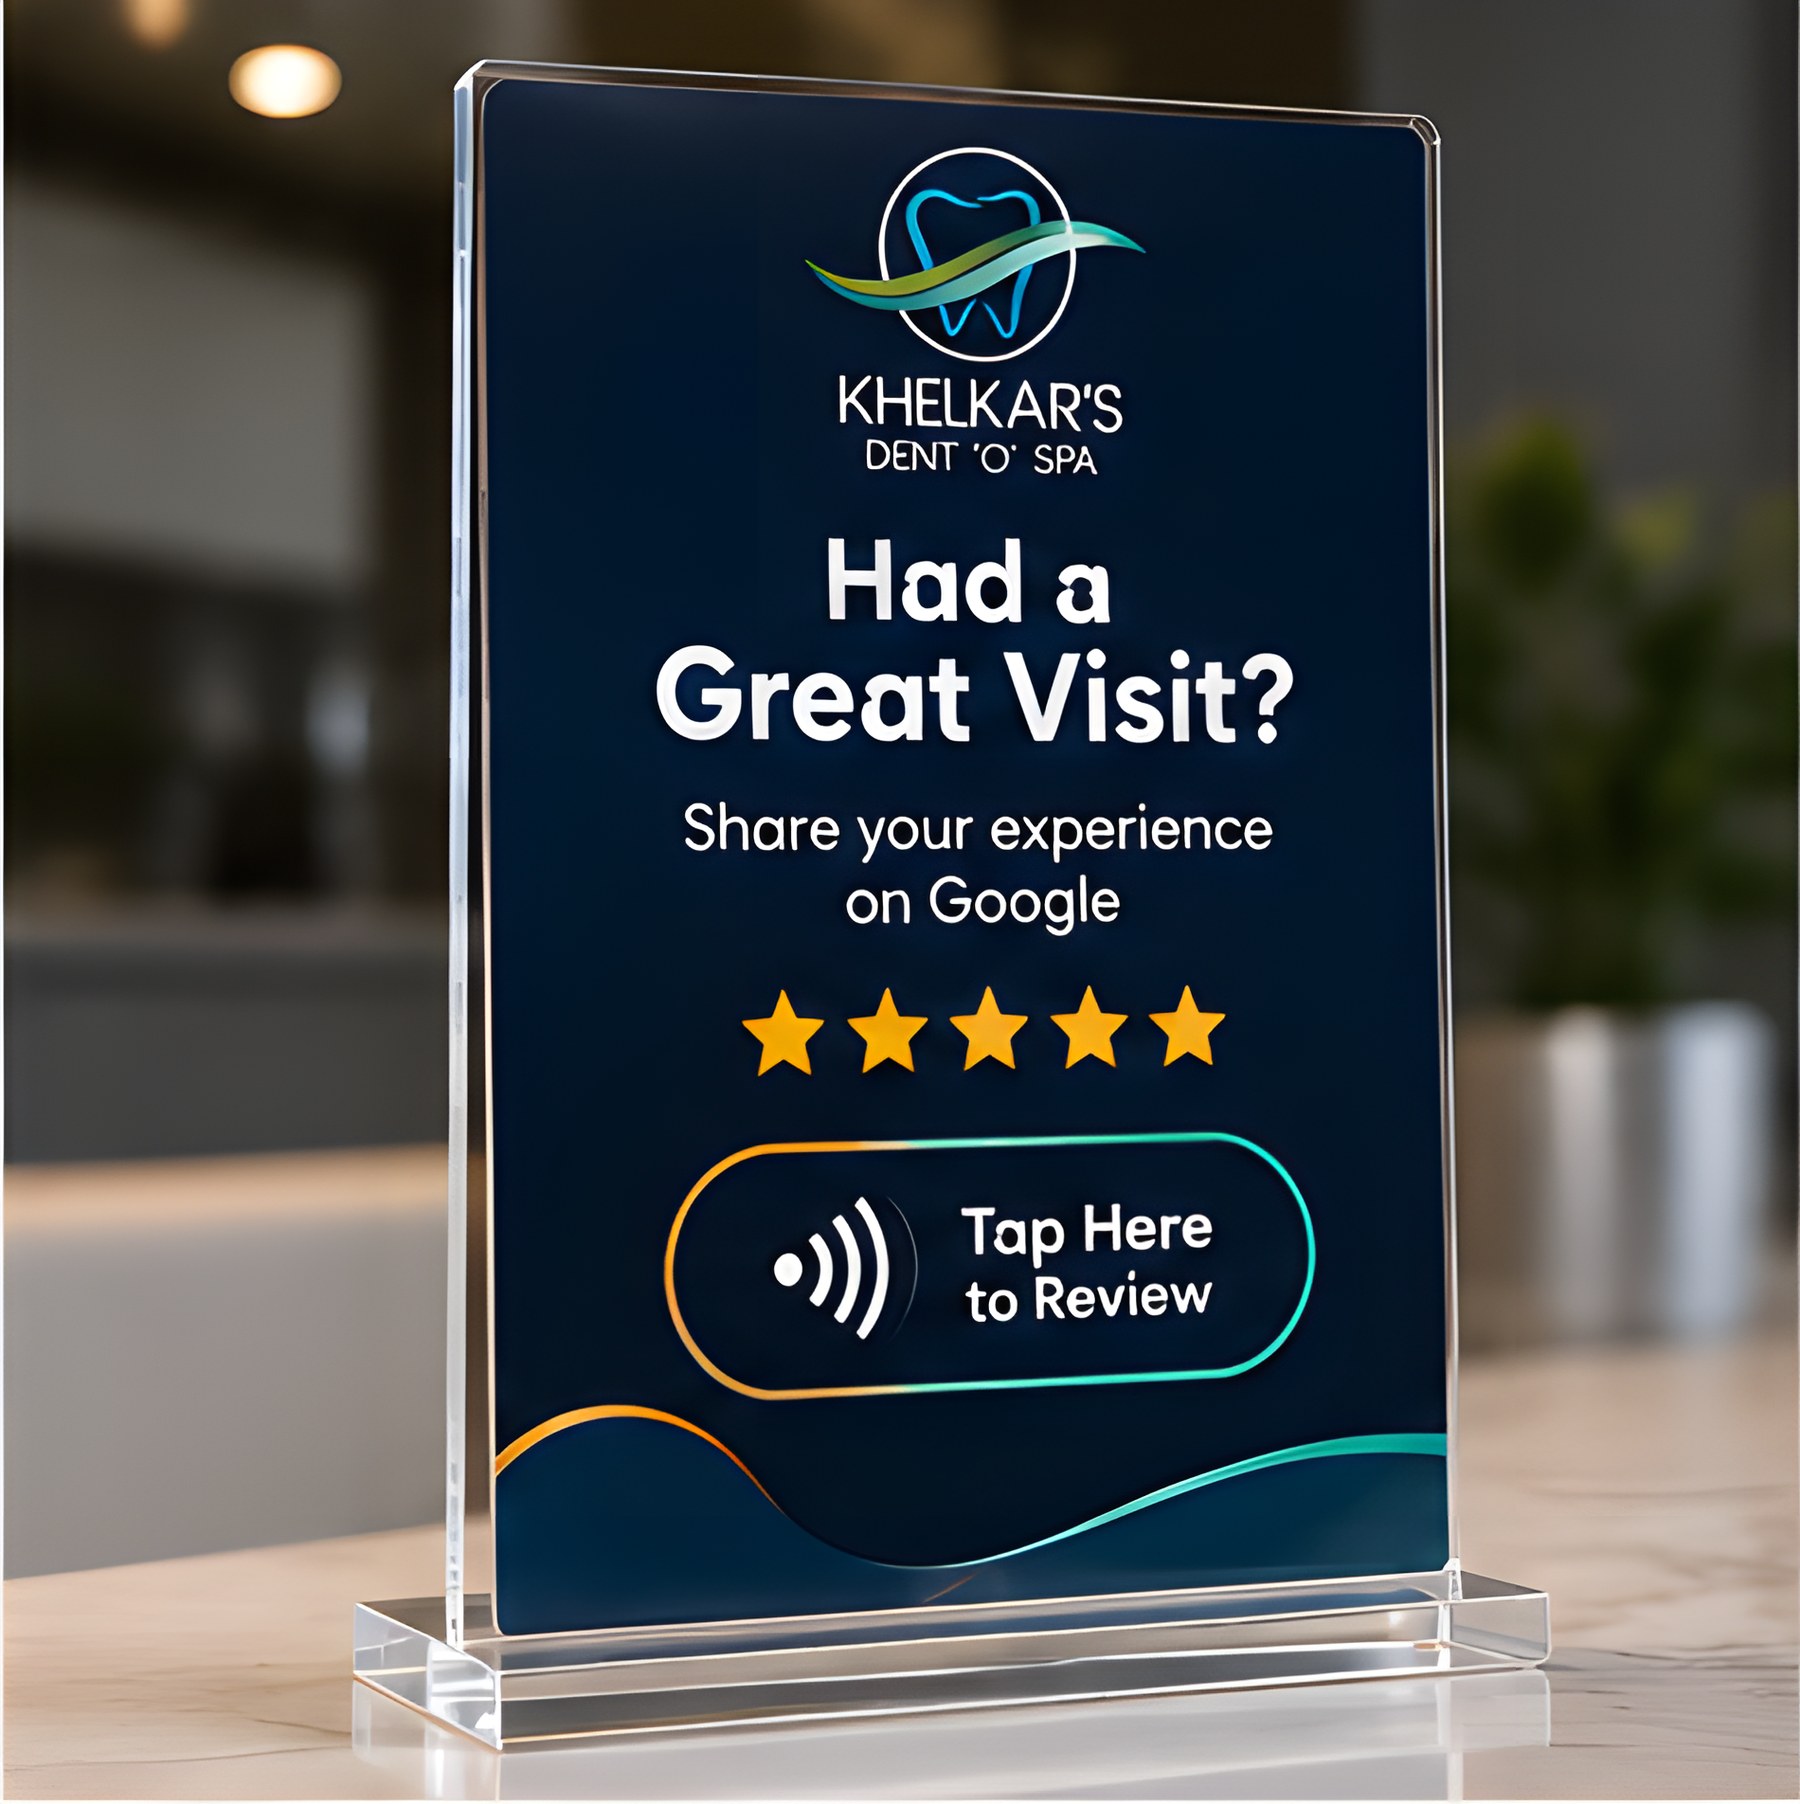 KHELKAR'S
DENT 'O' SPA
Had a
Great Visit?
Share your experience
on Google
Tap Here
to Review